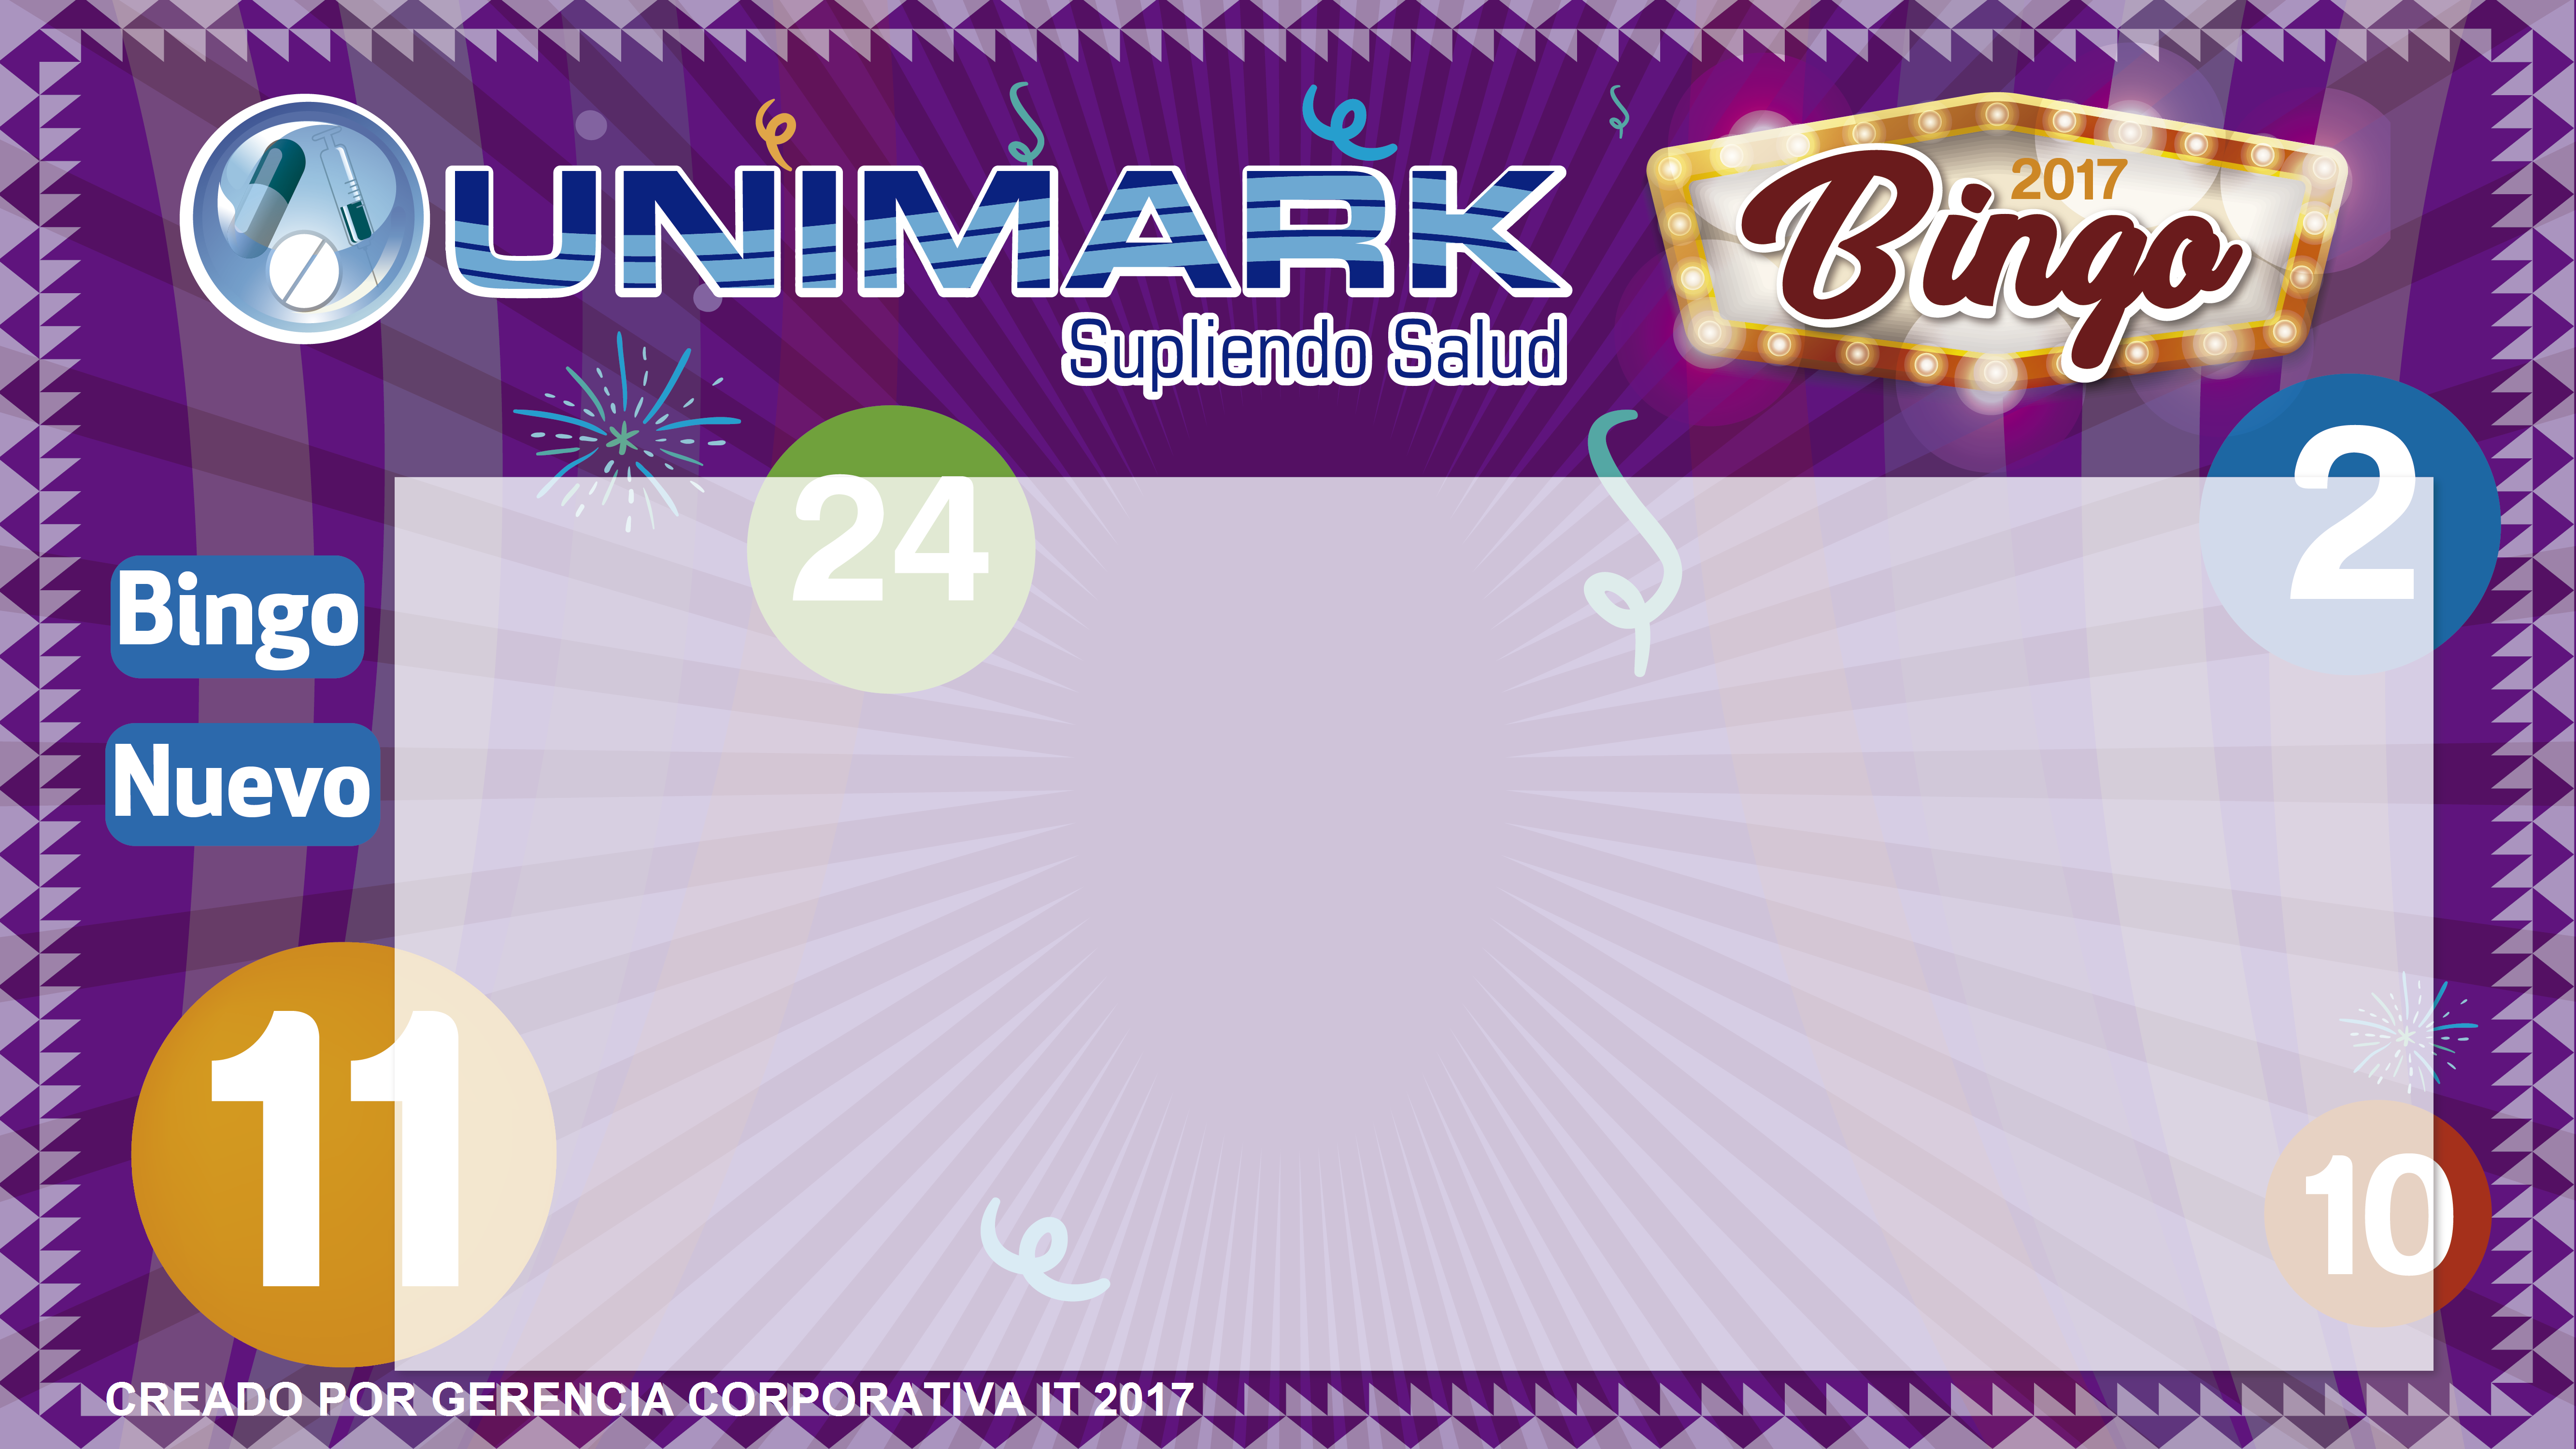 UNIMARK
Supliendo Salud
2017
Bingo
24
2
Bingo
Nuevo
11
10
CREADO POR GERENCIA CORPORATIVA IT 2017